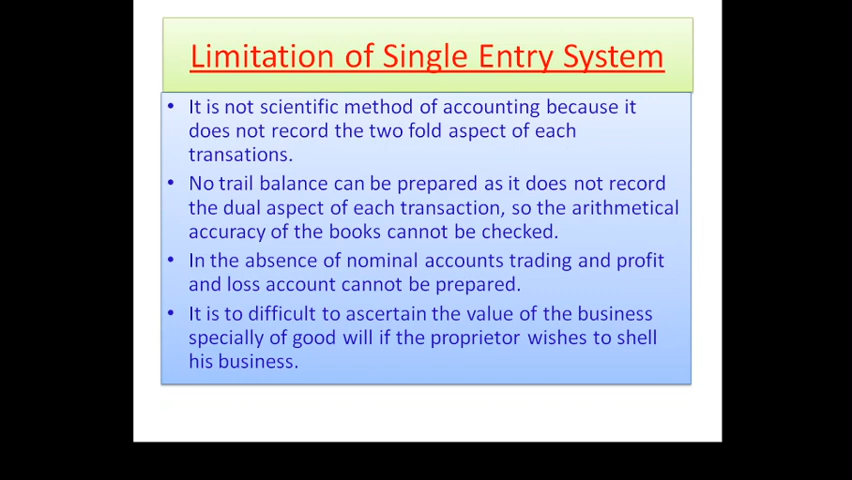 Limitation of Single Entry System
• It is not scientific method of accounting because it
does not record the two fold aspect of each
transations.
• No trail balance can be prepared as it does not record
the dual aspect of each transaction, so the arithmetical
accuracy of the books cannot be checked.
• In the absence of nominal accounts trading and profit
and loss account cannot be prepared.
• It is to difficult to ascertain the value of the business
specially of good will if the proprietor wishes to shell
his business.